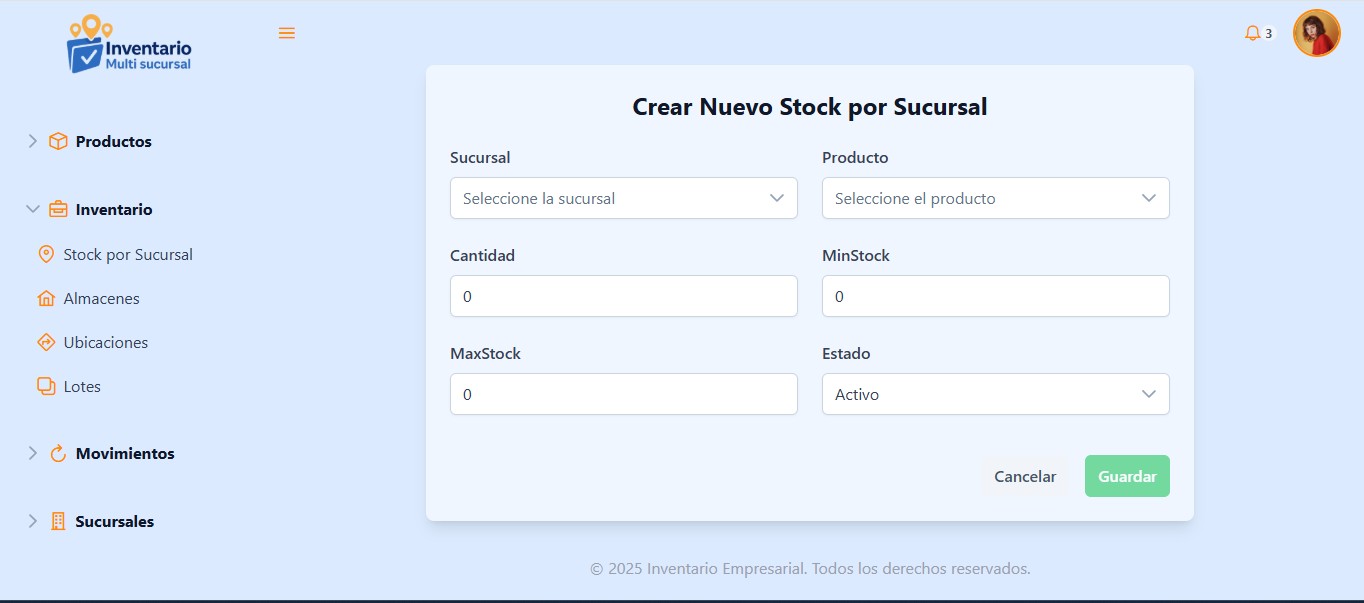 Inventario
Multi sucursal
3
Productos
Inventario
Stock por Sucursal
Almacenes
Ubicaciones
Lotes
Movimientos
Sucursales
Crear Nuevo Stock por Sucursal
Sucursal
Seleccione la sucursal
Producto
Seleccione el producto
Cantidad
0
MinStock
0
MaxStock
0
Estado
Activo
Cancelar
Guardar
© 2025 Inventario Empresarial. Todos los derechos reservados.